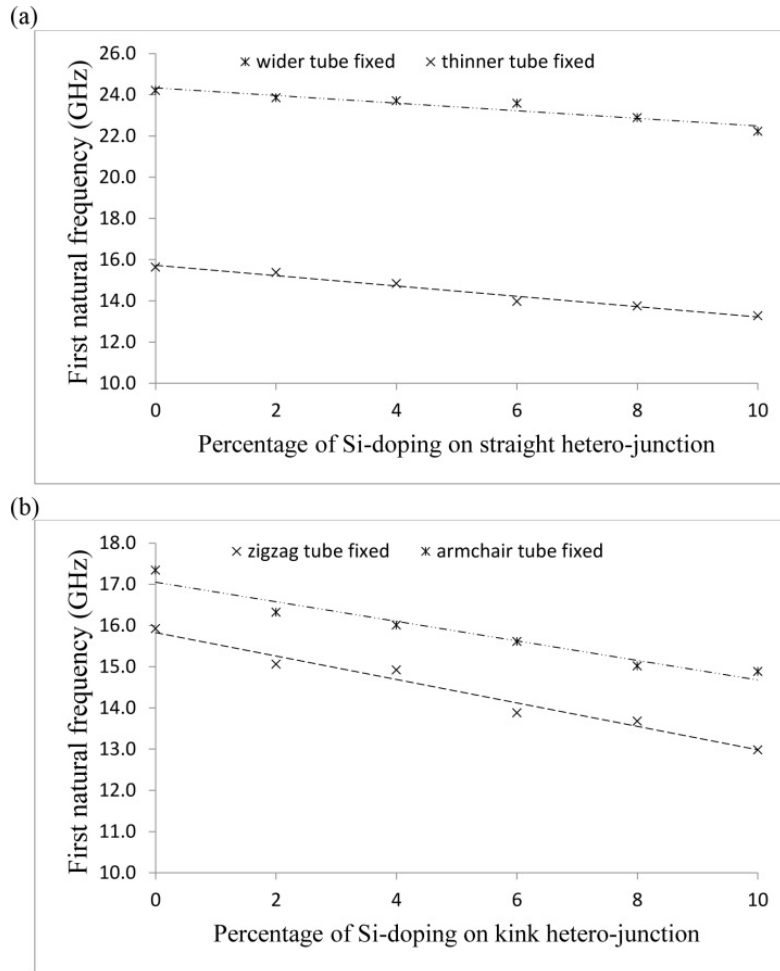 (a)
First natural frequency (GHz)
26.0
24.0
22.0
20.0
18.0
16.0
14.0
12.0
10.0
wider tube fixed thinner tube fixed
0 2 4 6 8 10
Percentage of Si-doping on straight hetero-junction
(b)
First natural frequency (GHz)
18.0
17.0
16.0
15.0
14.0
13.0
12.0
11.0
10.0
zigzag tube fixed armchair tube fixed
0 2 4 6 8 10
Percentage of Si-doping on kink hetero-junction